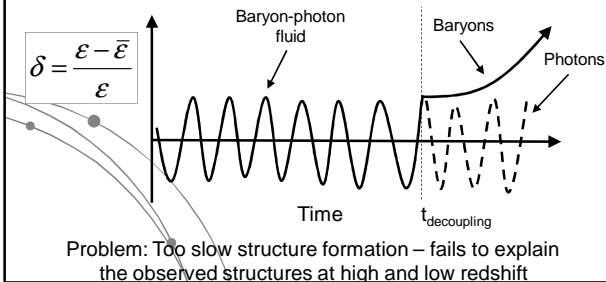 Baryon-photon
fluid
Baryons
Photons
δ = (ε − ε̅) / ε
Time
t_decoupling
Problem: Too slow structure formation – fails to explain
the observed structures at high and low redshift